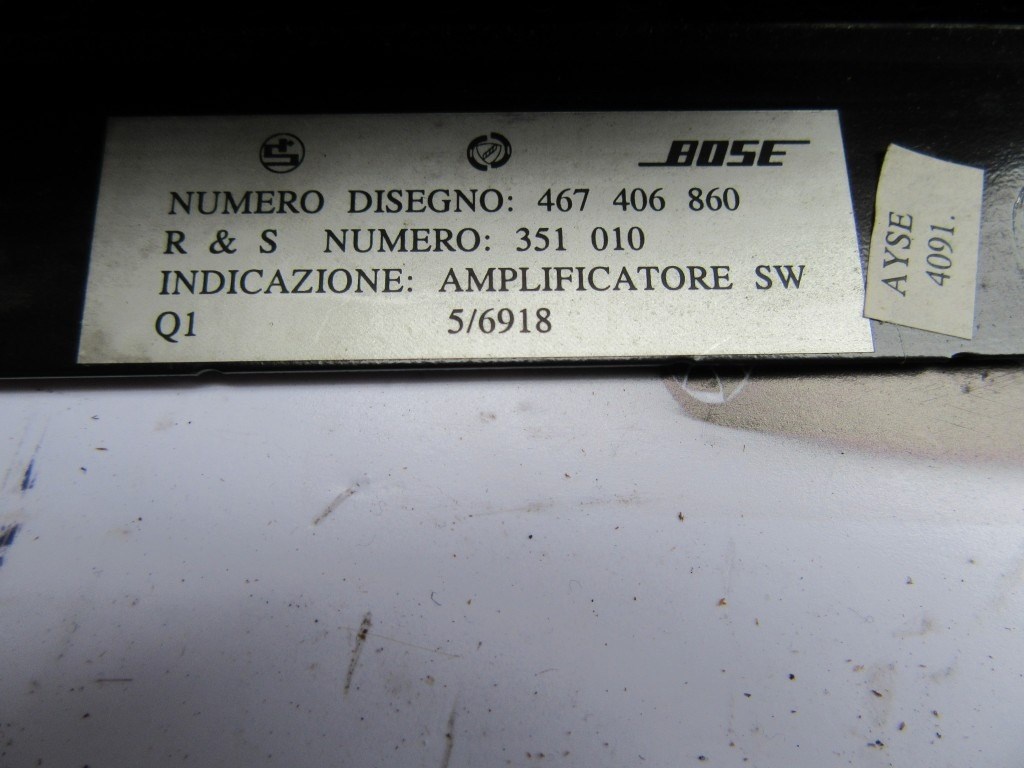 BOSE
NUMERO DISEGNO: 467 406 860
R & S NUMERO: 351 010
INDICAZIONE: AMPLIFICATORE SW
Q1 5/6918
AYSE
4091.